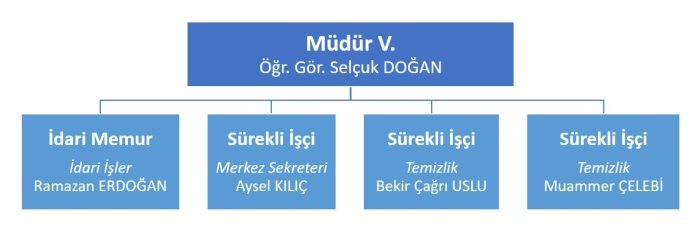 Müdür V.
Öğr. Gör. Selçuk DOĞAN
İdari Memur
İdari İşler
Ramazan ERDOĞAN
Sürekli İşçi
Merkez Sekreteri
Aysel KILIÇ
Sürekli İşçi
Temizlik
Bekir Çağrı USLU
Sürekli İşçi
Temizlik
Muammer ÇELEBİ